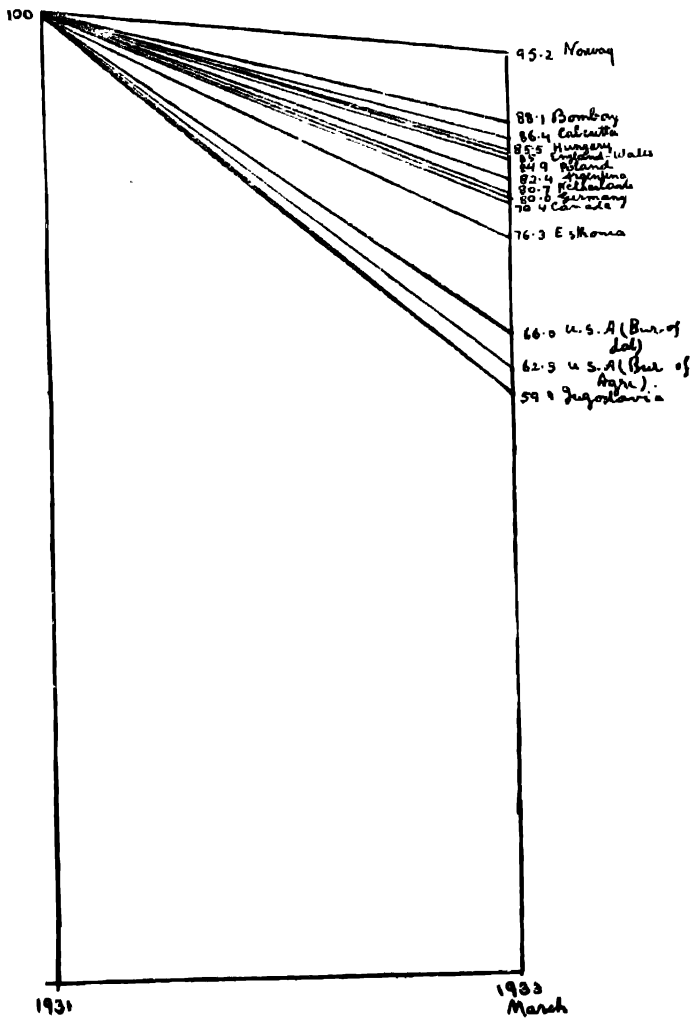 100
95.2 Norway
88.1 Bombay
86.4 Calcutta
85.5 Hungary
85 England-Wales
84.9 Poland
82.4 Argentina
80.7 Netherlands
80.6 Germany
79.4 Canada
76.3 Esthonia
66.0 U.S.A (Bur. of
Lab)
62.5 U.S.A (Bur. of
Agri).
59 Jugoslavia
1931
1933
March